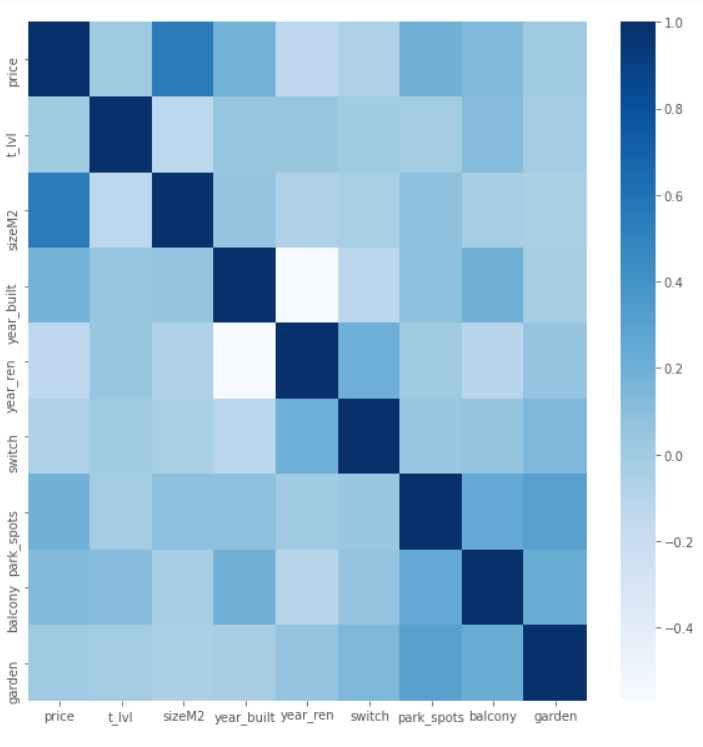 price
t_lvl
sizeM2
year_built
year_ren
switch
park_spots
balcony
garden
price t_lvl sizeM2 year_built year_ren switch park_spots balcony garden
1.0
0.8
0.6
0.4
0.2
0.0
−0.2
−0.4